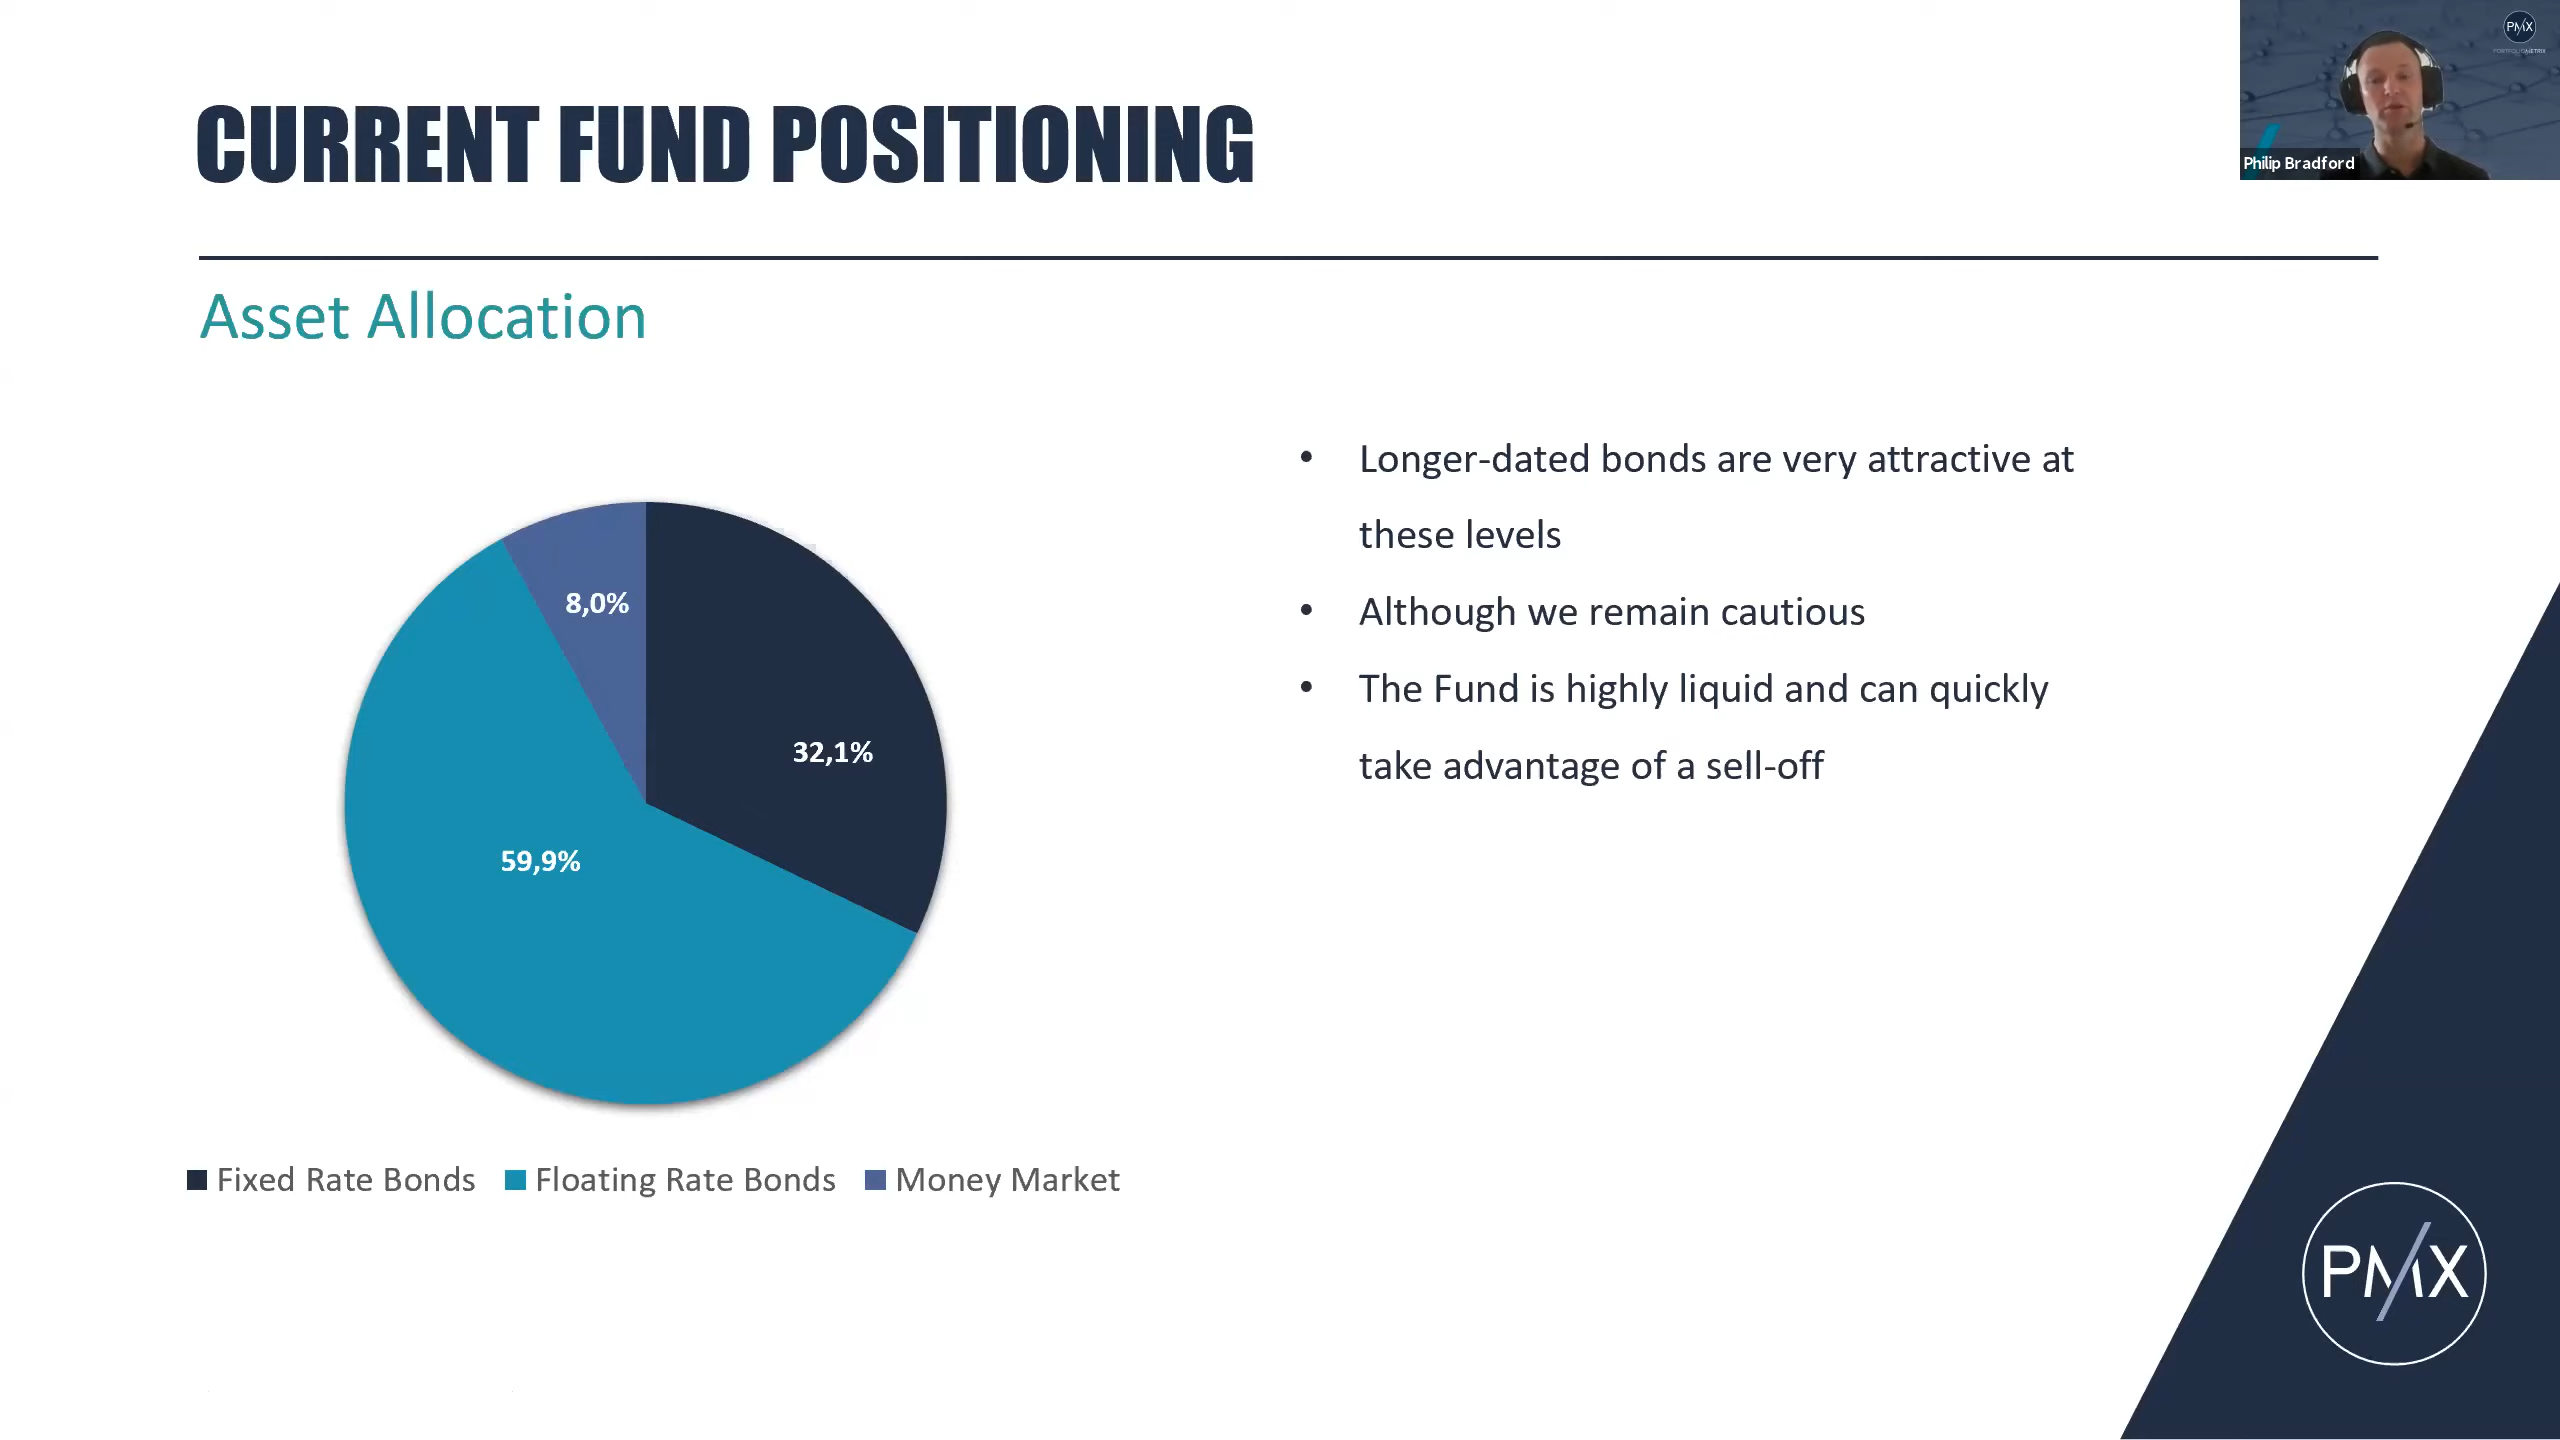 CURRENT FUND POSITIONING
PMX
Philip Bradford
Asset Allocation
8,0%
32,1%
59,9%
Fixed Rate Bonds
Floating Rate Bonds
Money Market
• Longer-dated bonds are very attractive at
these levels
• Although we remain cautious
• The Fund is highly liquid and can quickly
take advantage of a sell-off
PMX